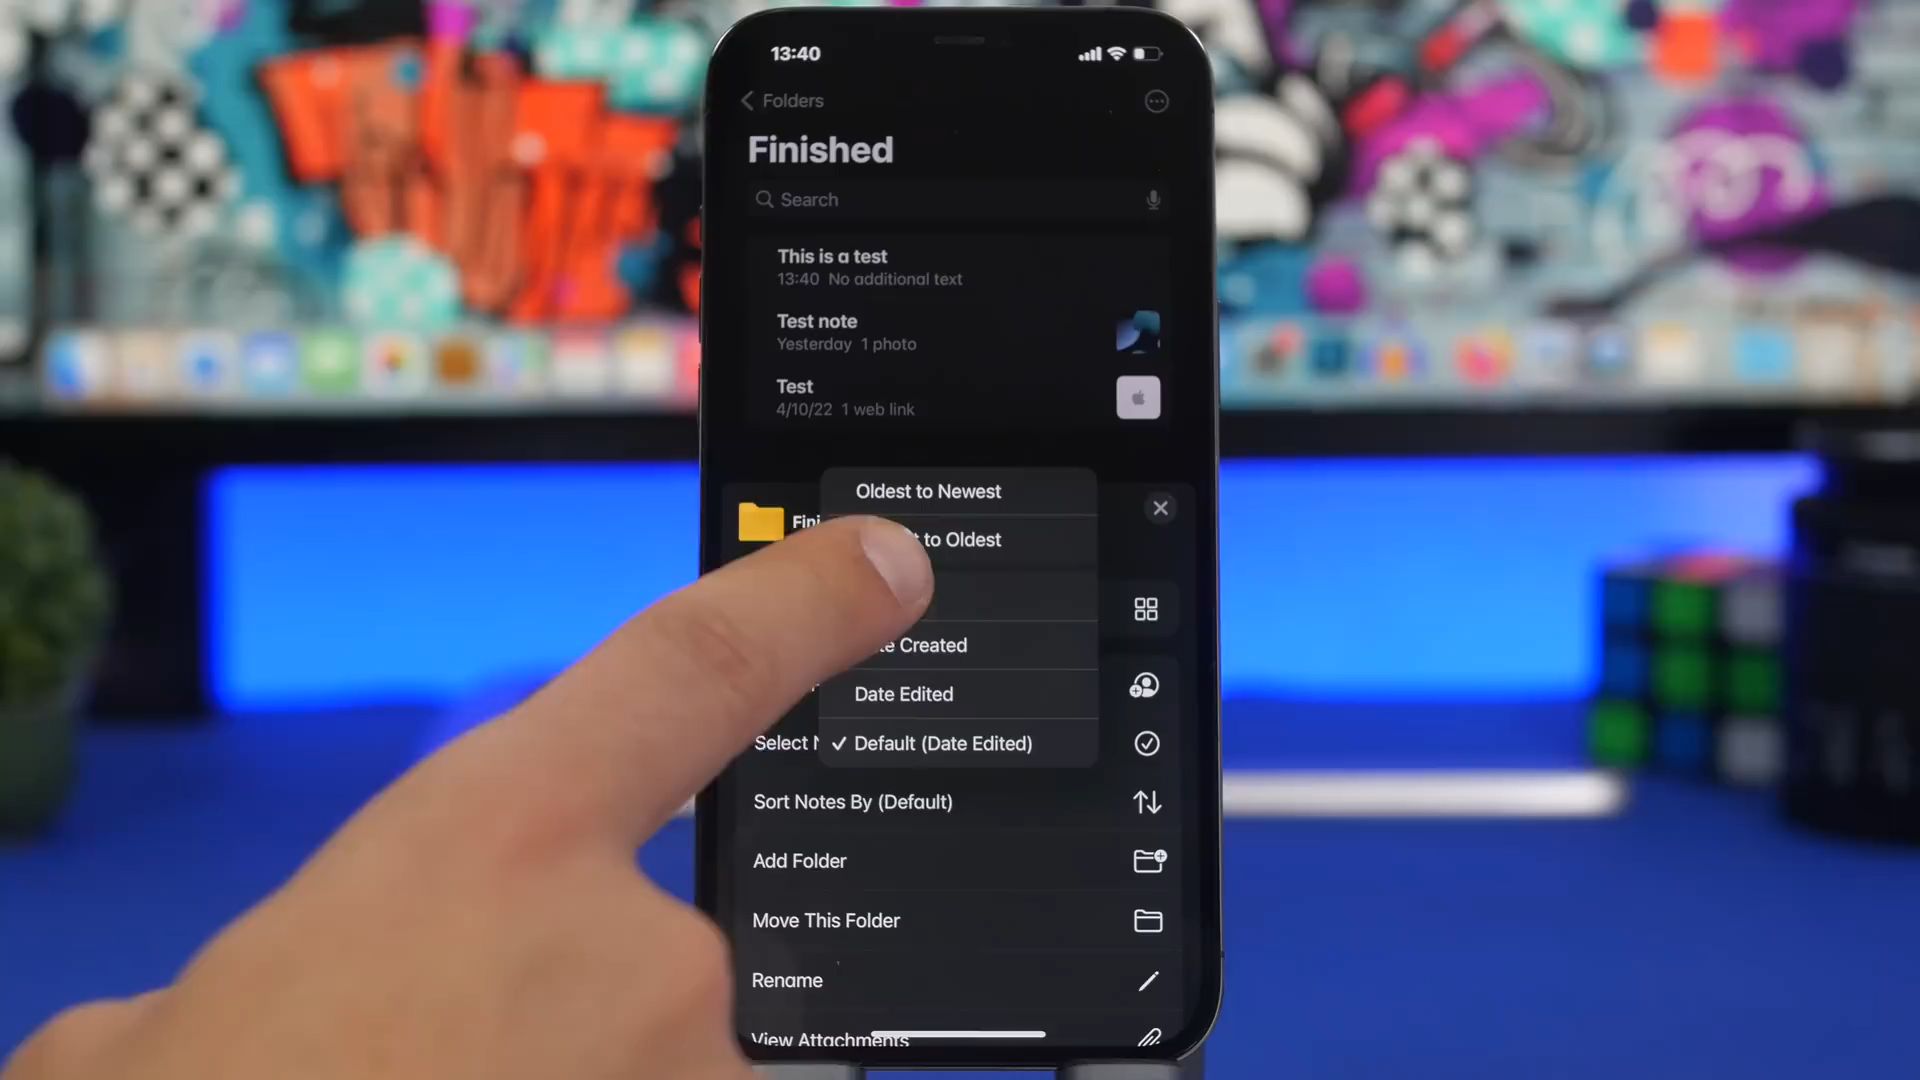 13:40
Folders
Finished
Search
This is a test
13:40 No additional text
Test note
Yesterday 1 photo
Test
4/10/22 1 web link
Oldest to Newest
to Oldest
Created
Date Edited
✓ Default (Date Edited)
Select
Sort Notes By (Default)
Add Folder
Move This Folder
Rename
View Attachments